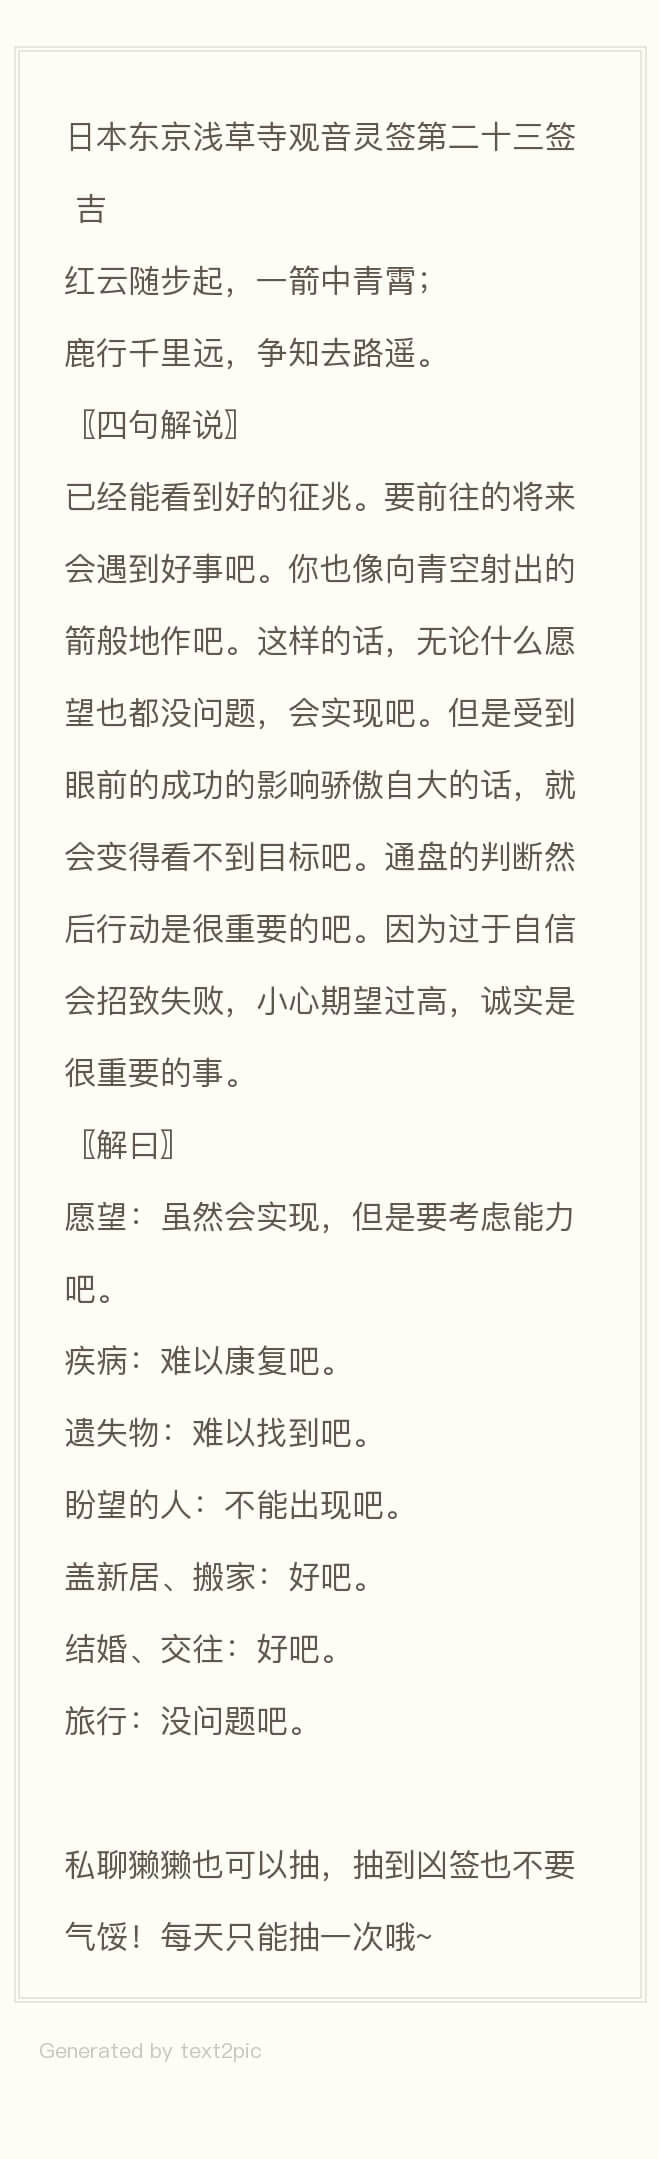 日本东京浅草寺观音灵签第二十三签
吉
红云随步起，一箭中青霄；
鹿行千里远，争知去路遥。
〖四句解说〗
已经能看到好的征兆。要前往的将来
会遇到好事吧。你也像向青空射出的
箭般地作吧。这样的话，无论什么愿
望也都没问题，会实现吧。但是受到
眼前的成功的影响骄傲自大的话，就
会变得看不到目标吧。通盘的判断然
后行动是很重要的吧。因为过于自信
会招致失败，小心期望过高，诚实是
很重要的事。
〖解曰〗
愿望：虽然会实现，但是要考虑能力
吧。
疾病：难以康复吧。
遗失物：难以找到吧。
盼望的人：不能出现吧。
盖新居、搬家：好吧。
结婚、交往：好吧。
旅行：没问题吧。
私聊獭獭也可以抽，抽到凶签也不要
气馁！每天只能抽一次哦~
Generated by text2pic